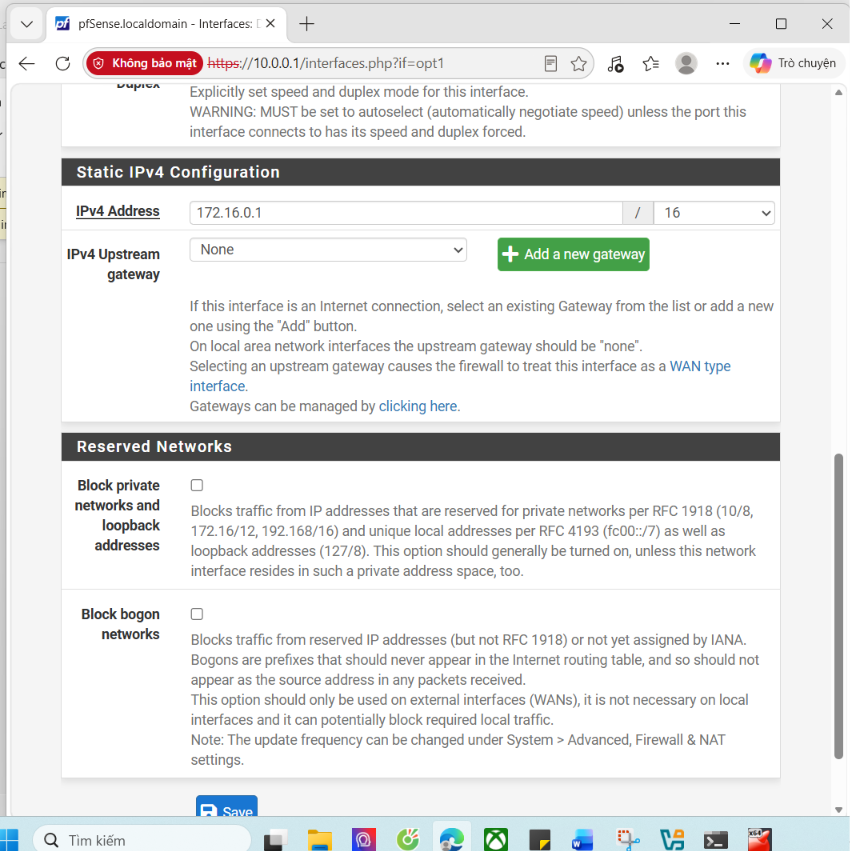 pfSense.localdomain - Interfaces:
Không bảo mật
https://10.0.0.1/interfaces.php?if=opt1
Trò chuyện
Duplex
Explicitly set speed and duplex mode for this interface.
WARNING: MUST be set to autoselect (automatically negotiate speed) unless the port this
interface connects to has its speed and duplex forced.
Static IPv4 Configuration
IPv4 Address
172.16.0.1
/
16
IPv4 Upstream
gateway
None
Add a new gateway
If this interface is an Internet connection, select an existing Gateway from the list or add a new
one using the "Add" button.
On local area network interfaces the upstream gateway should be "none".
Selecting an upstream gateway causes the firewall to treat this interface as a WAN type
interface.
Gateways can be managed by clicking here.
Reserved Networks
Block private
networks and
loopback
addresses
Blocks traffic from IP addresses that are reserved for private networks per RFC 1918 (10/8,
172.16/12, 192.168/16) and unique local addresses per RFC 4193 (fc00::/7) as well as
loopback addresses (127/8). This option should generally be turned on, unless this network
interface resides in such a private address space, too.
Block bogon
networks
Blocks traffic from reserved IP addresses (but not RFC 1918) or not yet assigned by IANA.
Bogons are prefixes that should never appear in the Internet routing table, and so should not
appear as the source address in any packets received.
This option should only be used on external interfaces (WANs), it is not necessary on local
interfaces and it can potentially block required local traffic.
Note: The update frequency can be changed under System > Advanced, Firewall & NAT
settings.
Save
Tìm kiếm